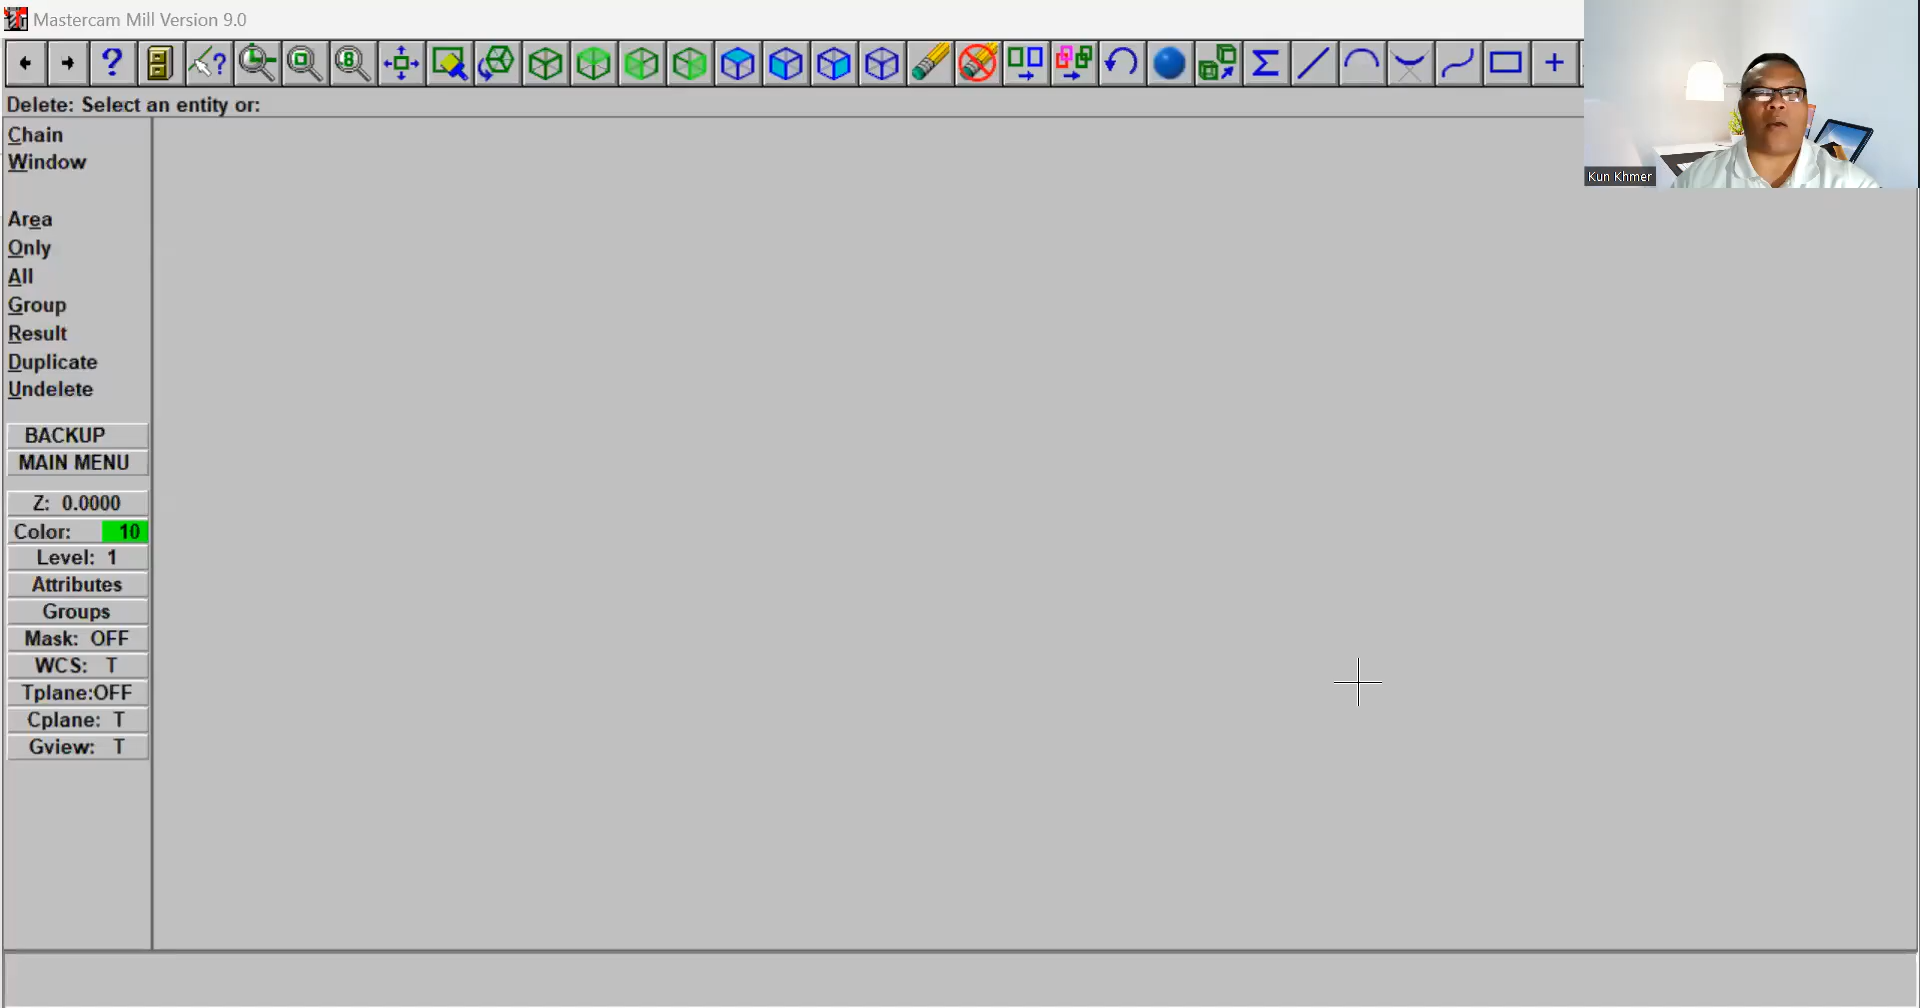 Mastercam Mill Version 9.0
Delete: Select an entity or:
Chain
Window
Area
Only
All
Group
Result
Duplicate
Undelete
BACKUP
MAIN MENU
Z: 0.0000
Color: 10
Level: 1
Attributes
Groups
Mask: OFF
WCS: T
Tplane:OFF
Cplane: T
Gview: T
Kun Khmer